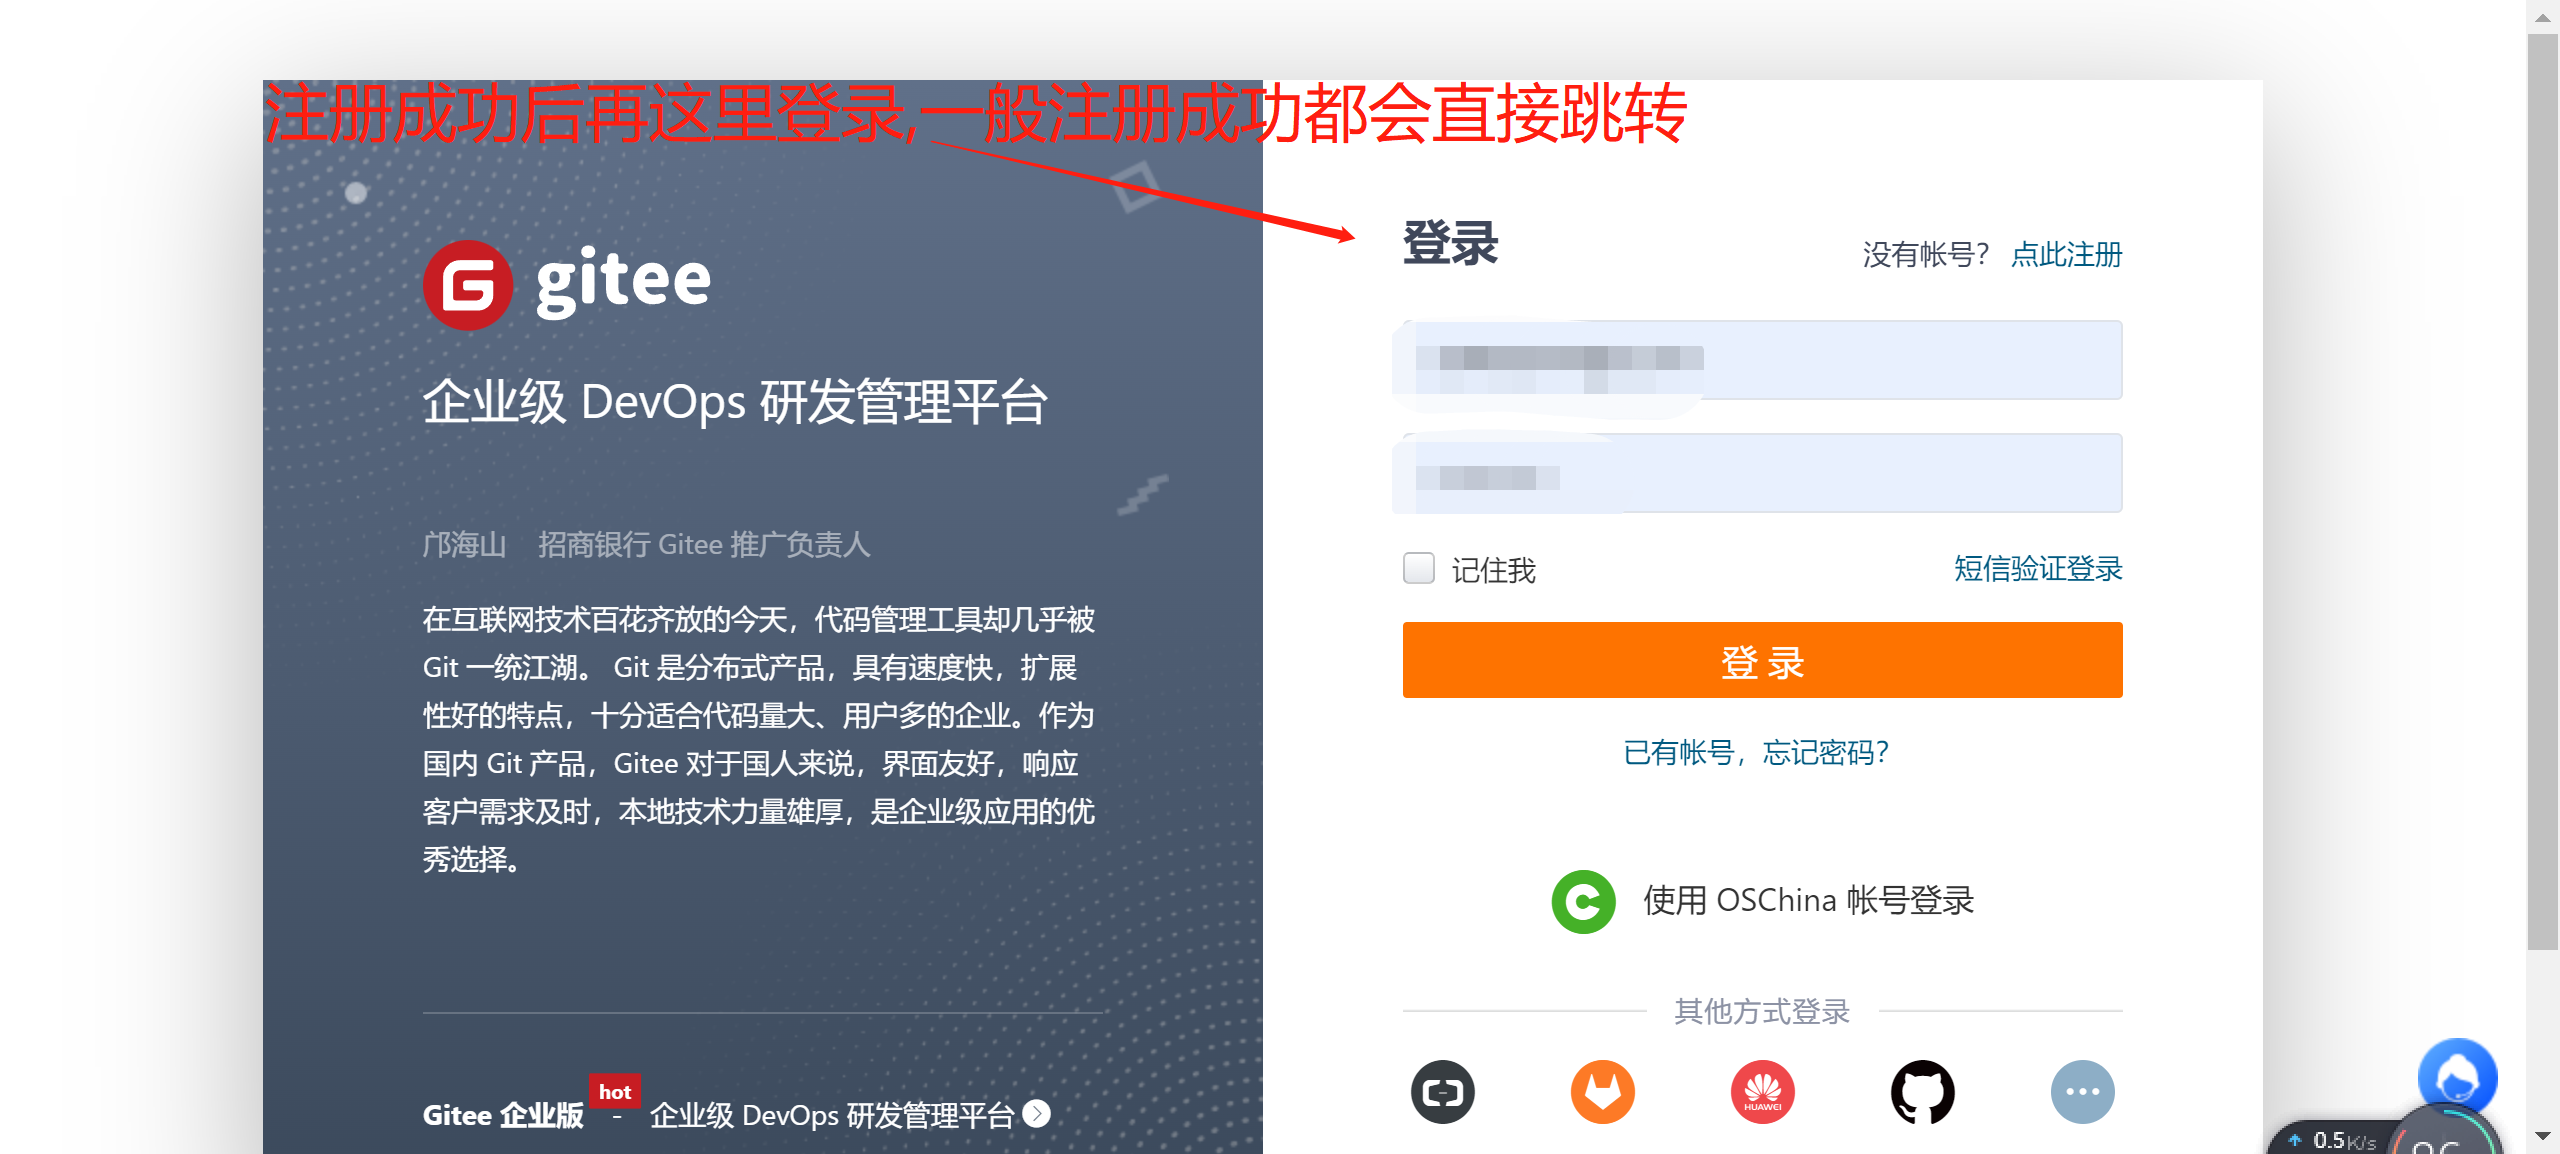 注册成功后再这里登录,一般注册成功都会直接跳转
gitee
企业级 DevOps 研发管理平台
邝海山 招商银行 Gitee 推广负责人
在互联网技术百花齐放的今天，代码管理工具却几乎被
Git 一统江湖。 Git 是分布式产品，具有速度快，扩展
性好的特点，十分适合代码量大、用户多的企业。作为
国内 Git 产品，Gitee 对于国人来说，界面友好，响应
客户需求及时，本地技术力量雄厚，是企业级应用的优
秀选择。
Gitee 企业版 hot - 企业级 DevOps 研发管理平台
登录
没有帐号？ 点此注册
记住我
短信验证登录
登 录
已有帐号，忘记密码？
使用 OSChina 帐号登录
其他方式登录
HUAWEI
0.5K/s